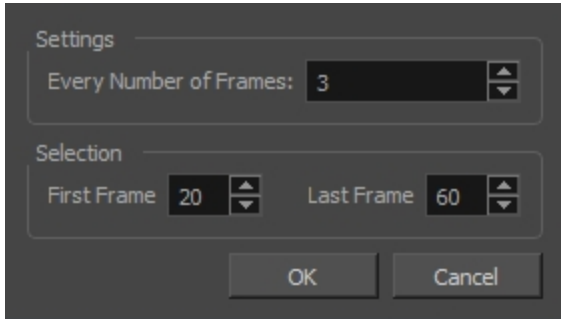 Settings
Every Number of Frames: 3
Selection
First Frame 20 Last Frame 60
OK Cancel